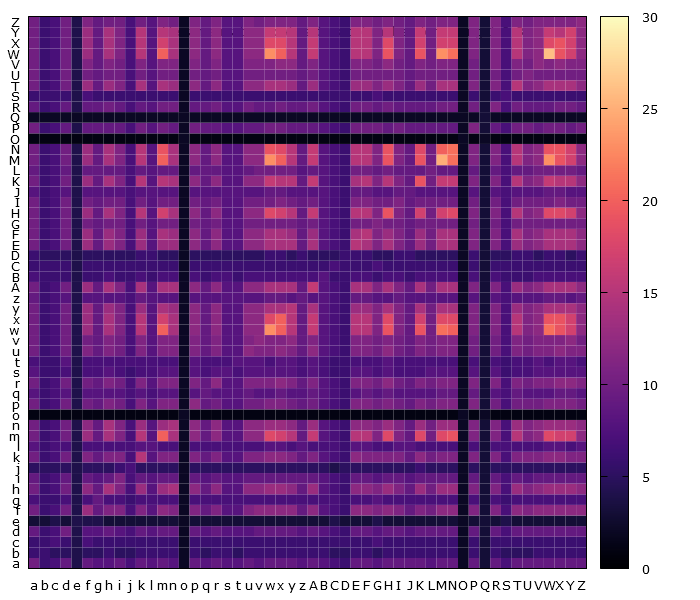 Z
Y
X
W
V
U
T
S
R
Q
P
O
N
M
L
K
J
I
H
G
F
E
D
C
B
A
z
y
x
w
v
u
t
s
r
q
p
o
n
m
l
k
j
i
h
g
f
e
d
c
b
a
a b c d e f g h i j k l m n o p q r s t u v w x y z A B C D E F G H I J K L M N O P Q R S T U V W X Y Z
30
25
20
15
10
5
0